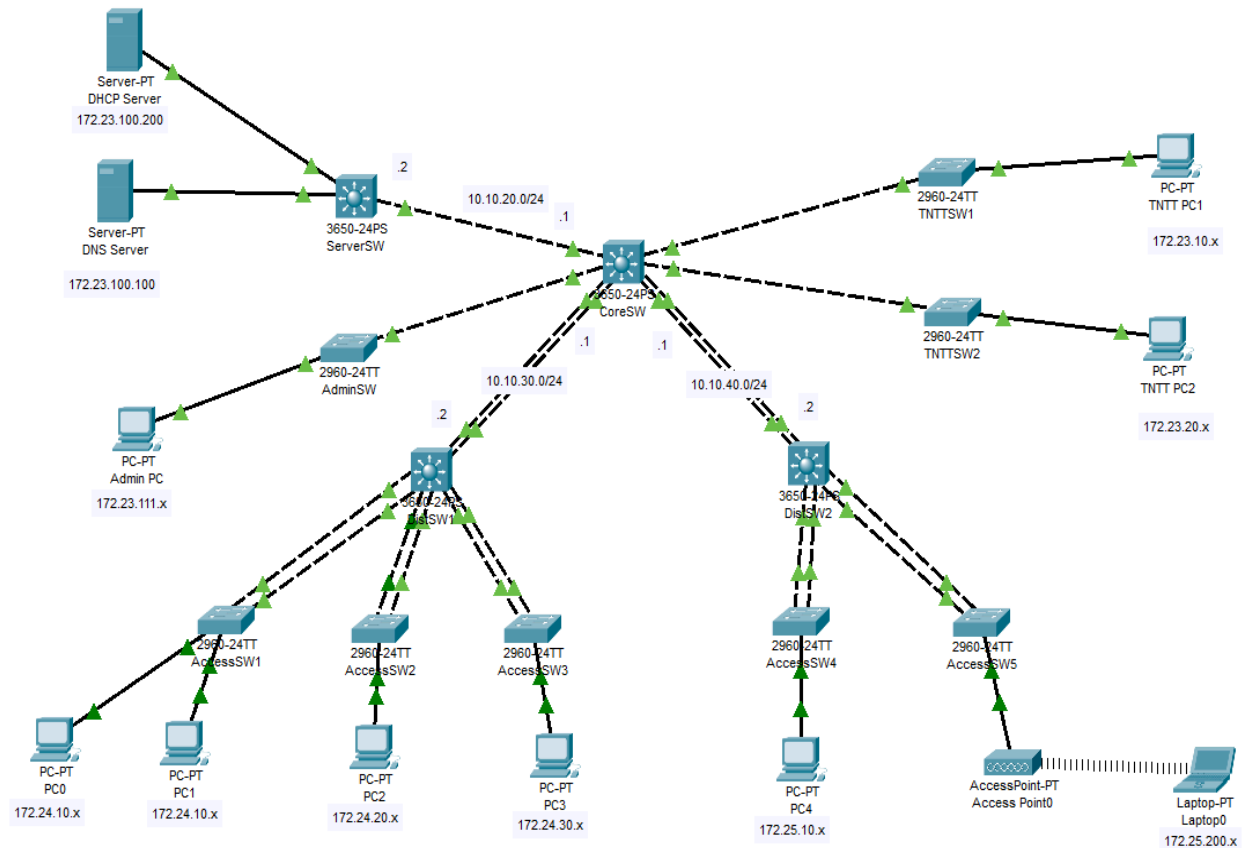 Server-PT
DHCP Server
172.23.100.200
Server-PT
DNS Server
172.23.100.100
.2
3650-24PS
ServerSW
10.10.20.0/24
.1
3650-24PS
CoreSW
2960-24TT
TNTTSW1
PC-PT
TNTT PC1
172.23.10.x
2960-24TT
TNTTSW2
PC-PT
TNTT PC2
172.23.20.x
2960-24TT
AdminSW
PC-PT
Admin PC
172.23.111.x
.1
.1
10.10.30.0/24
10.10.40.0/24
.2
.2
3650-24PS
DistSW1
3650-24PS
DistSW2
2960-24TT
AccessSW1
2960-24TT
AccessSW2
2960-24TT
AccessSW3
2960-24TT
AccessSW4
2960-24TT
AccessSW5
PC-PT
PC0
172.24.10.x
PC-PT
PC1
172.24.10.x
PC-PT
PC2
172.24.20.x
PC-PT
PC3
172.24.30.x
PC-PT
PC4
172.25.10.x
AccessPoint-PT
Access Point0
Laptop-PT
Laptop0
172.25.200.x